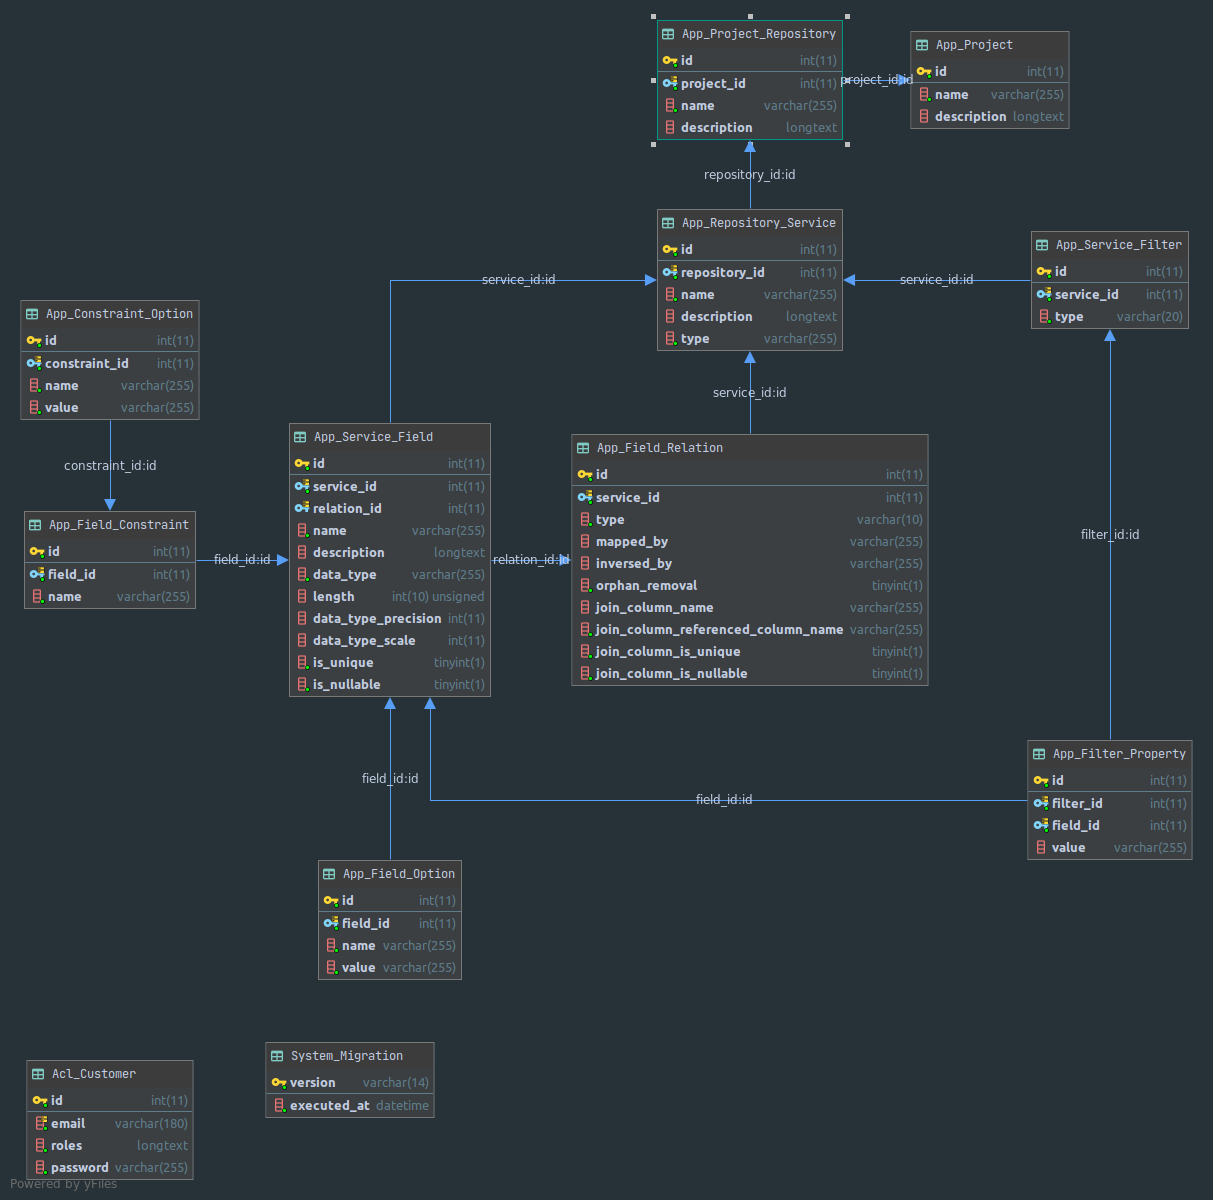 App_Project_Repository
id int(11)
project_id int(11)
name varchar(255)
description longtext
project_id:id
App_Project
id int(11)
name varchar(255)
description longtext
repository_id:id
App_Repository_Service
id int(11)
repository_id int(11)
name varchar(255)
description longtext
type varchar(255)
service_id:id
service_id:id
App_Service_Filter
id int(11)
service_id int(11)
type varchar(20)
App_Constraint_Option
id int(11)
constraint_id int(11)
name varchar(255)
value varchar(255)
constraint_id:id
service_id:id
App_Field_Constraint
id int(11)
field_id int(11)
name varchar(255)
field_id:id
App_Service_Field
id int(11)
service_id int(11)
relation_id int(11)
name varchar(255)
description longtext
data_type varchar(255)
length int(10) unsigned
data_type_precision int(11)
data_type_scale int(11)
is_unique tinyint(1)
is_nullable tinyint(1)
relation_id:id
App_Field_Relation
id int(11)
service_id int(11)
type varchar(10)
mapped_by varchar(255)
inversed_by varchar(255)
orphan_removal tinyint(1)
join_column_name varchar(255)
join_column_referenced_column_name varchar(255)
join_column_is_unique tinyint(1)
join_column_is_nullable tinyint(1)
filter_id:id
field_id:id
field_id:id
App_Filter_Property
id int(11)
filter_id int(11)
field_id int(11)
value varchar(255)
App_Field_Option
id int(11)
field_id int(11)
name varchar(255)
value varchar(255)
Acl_Customer
id int(11)
email varchar(180)
roles longtext
password varchar(255)
System_Migration
version varchar(14)
executed_at datetime
Powered by yFiles